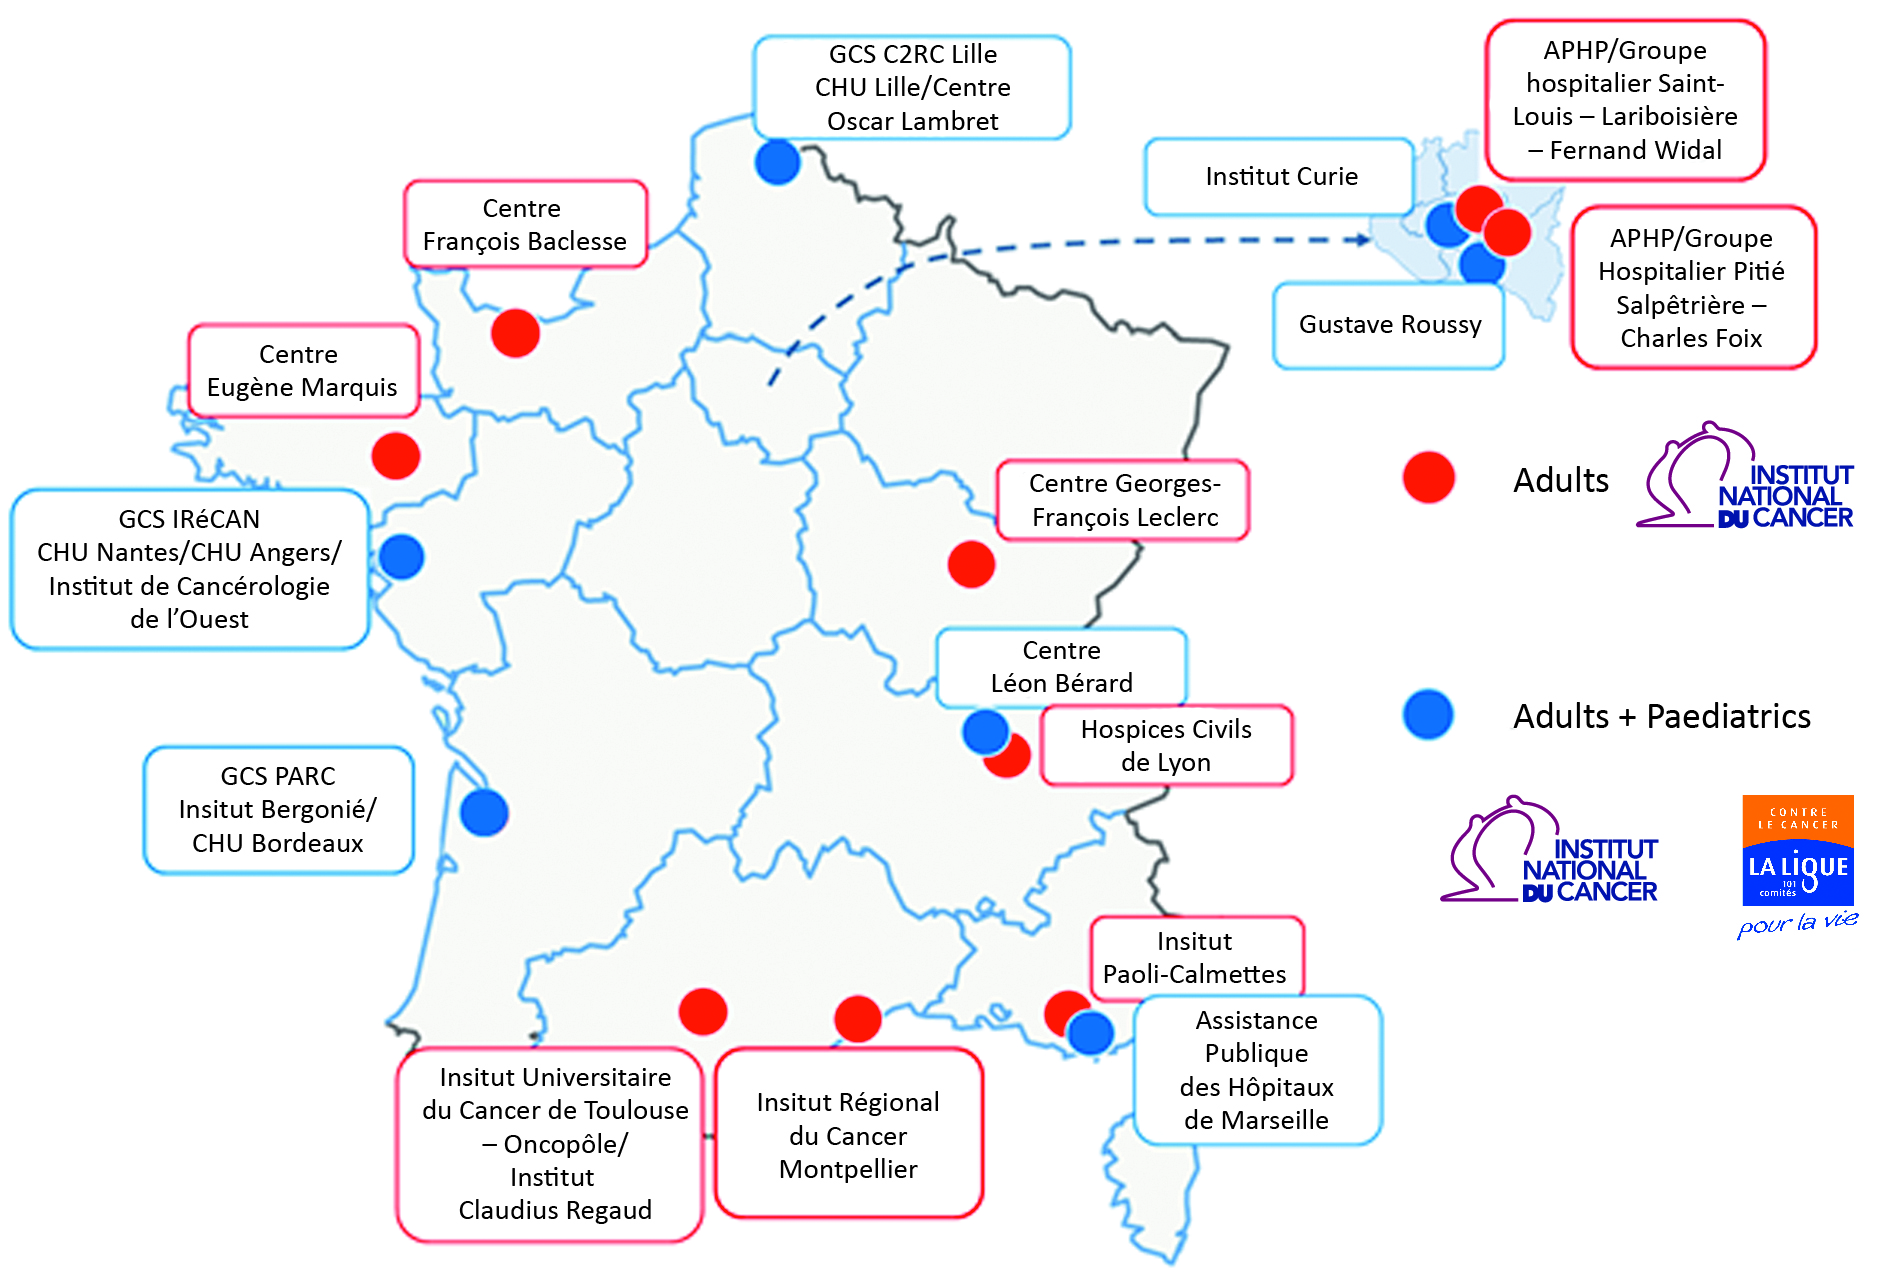 GCS C2RC Lille
CHU Lille/Centre
Oscar Lambret
APHP/Groupe
hospitalier Saint-
Louis – Lariboisière
– Fernand Widal
Institut Curie
Centre
François Baclesse
APHP/Groupe
Hospitalier Pitié
Salpêtrière –
Charles Foix
Gustave Roussy
Centre
Eugène Marquis
Adults
INSTITUT
NATIONAL
DU CANCER
Centre Georges-
François Leclerc
GCS IRéCAN
CHU Nantes/CHU Angers/
Institut de Cancérologie
de l’Ouest
Centre
Léon Bérard
Adults + Paediatrics
Hospices Civils
de Lyon
GCS PARC
Insitut Bergonié/
CHU Bordeaux
INSTITUT
NATIONAL
DU CANCER
CONTRE
LE CANCER
LA LIGUE
101
comités
pour la vie
Insitut
Paoli-Calmettes
Assistance
Publique
des Hôpitaux
de Marseille
Insitut Universitaire
du Cancer de Toulouse
– Oncopôle/
Institut
Claudius Regaud
Insitut Régional
du Cancer
Montpellier